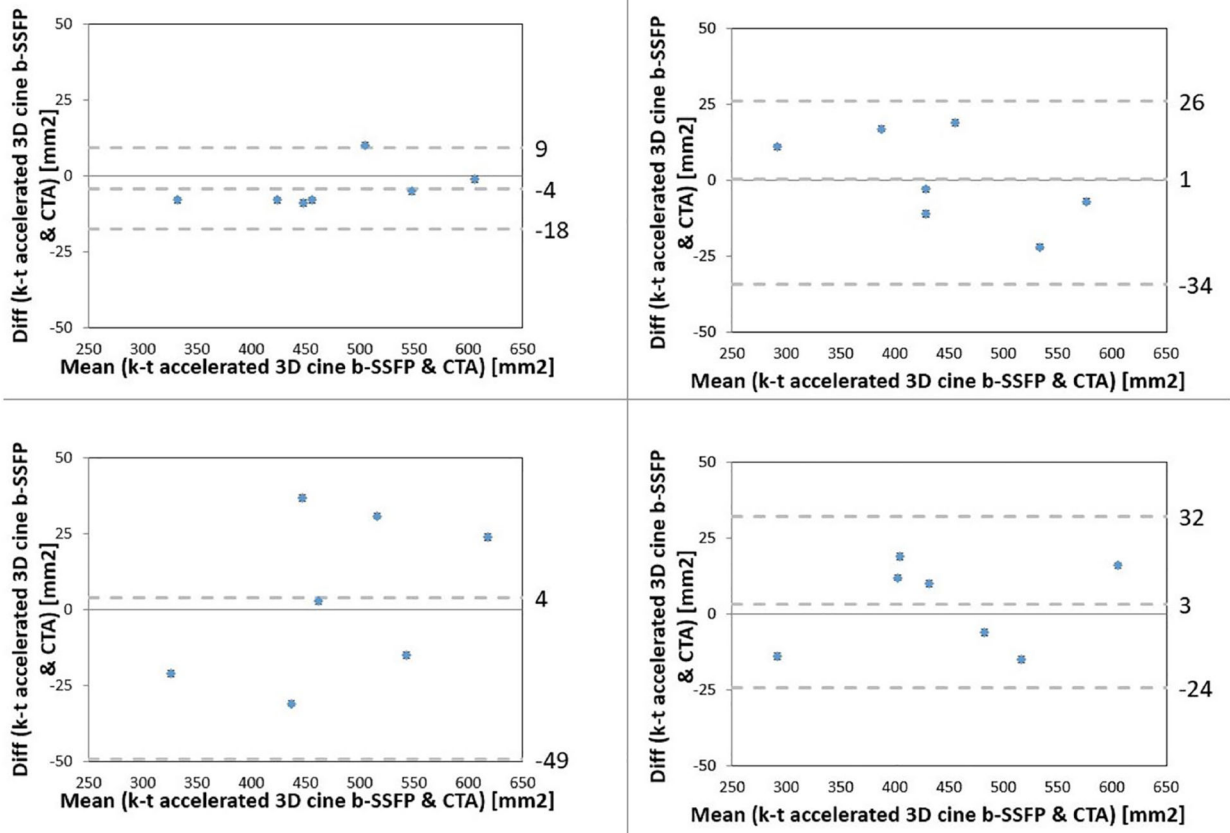 Diff (k-t accelerated 3D cine b-SSFP
& CTA) [mm2]
50
25
0
-25
-50
9
-4
-18
250 300 350 400 450 500 550 600 650
Mean (k-t accelerated 3D cine b-SSFP & CTA) [mm2]
Diff (k-t accelerated 3D cine b-SSFP
& CTA) [mm2]
50
25
0
-25
-50
26
1
-34
250 300 350 400 450 500 550 600 650
Mean (k-t accelerated 3D cine b-SSFP & CTA) [mm2]
Diff (k-t accelerated 3D cine b-SSFP
& CTA) [mm2]
50
25
0
-25
-50
4
-49
250 300 350 400 450 500 550 600 650
Mean (k-t accelerated 3D cine b-SSFP & CTA) [mm2]
Diff (k-t accelerated 3D cine b-SSFP
& CTA) [mm2]
50
25
0
-25
-50
32
3
-24
250 300 350 400 450 500 550 600 650
Mean (k-t accelerated 3D cine b-SSFP & CTA) [mm2]